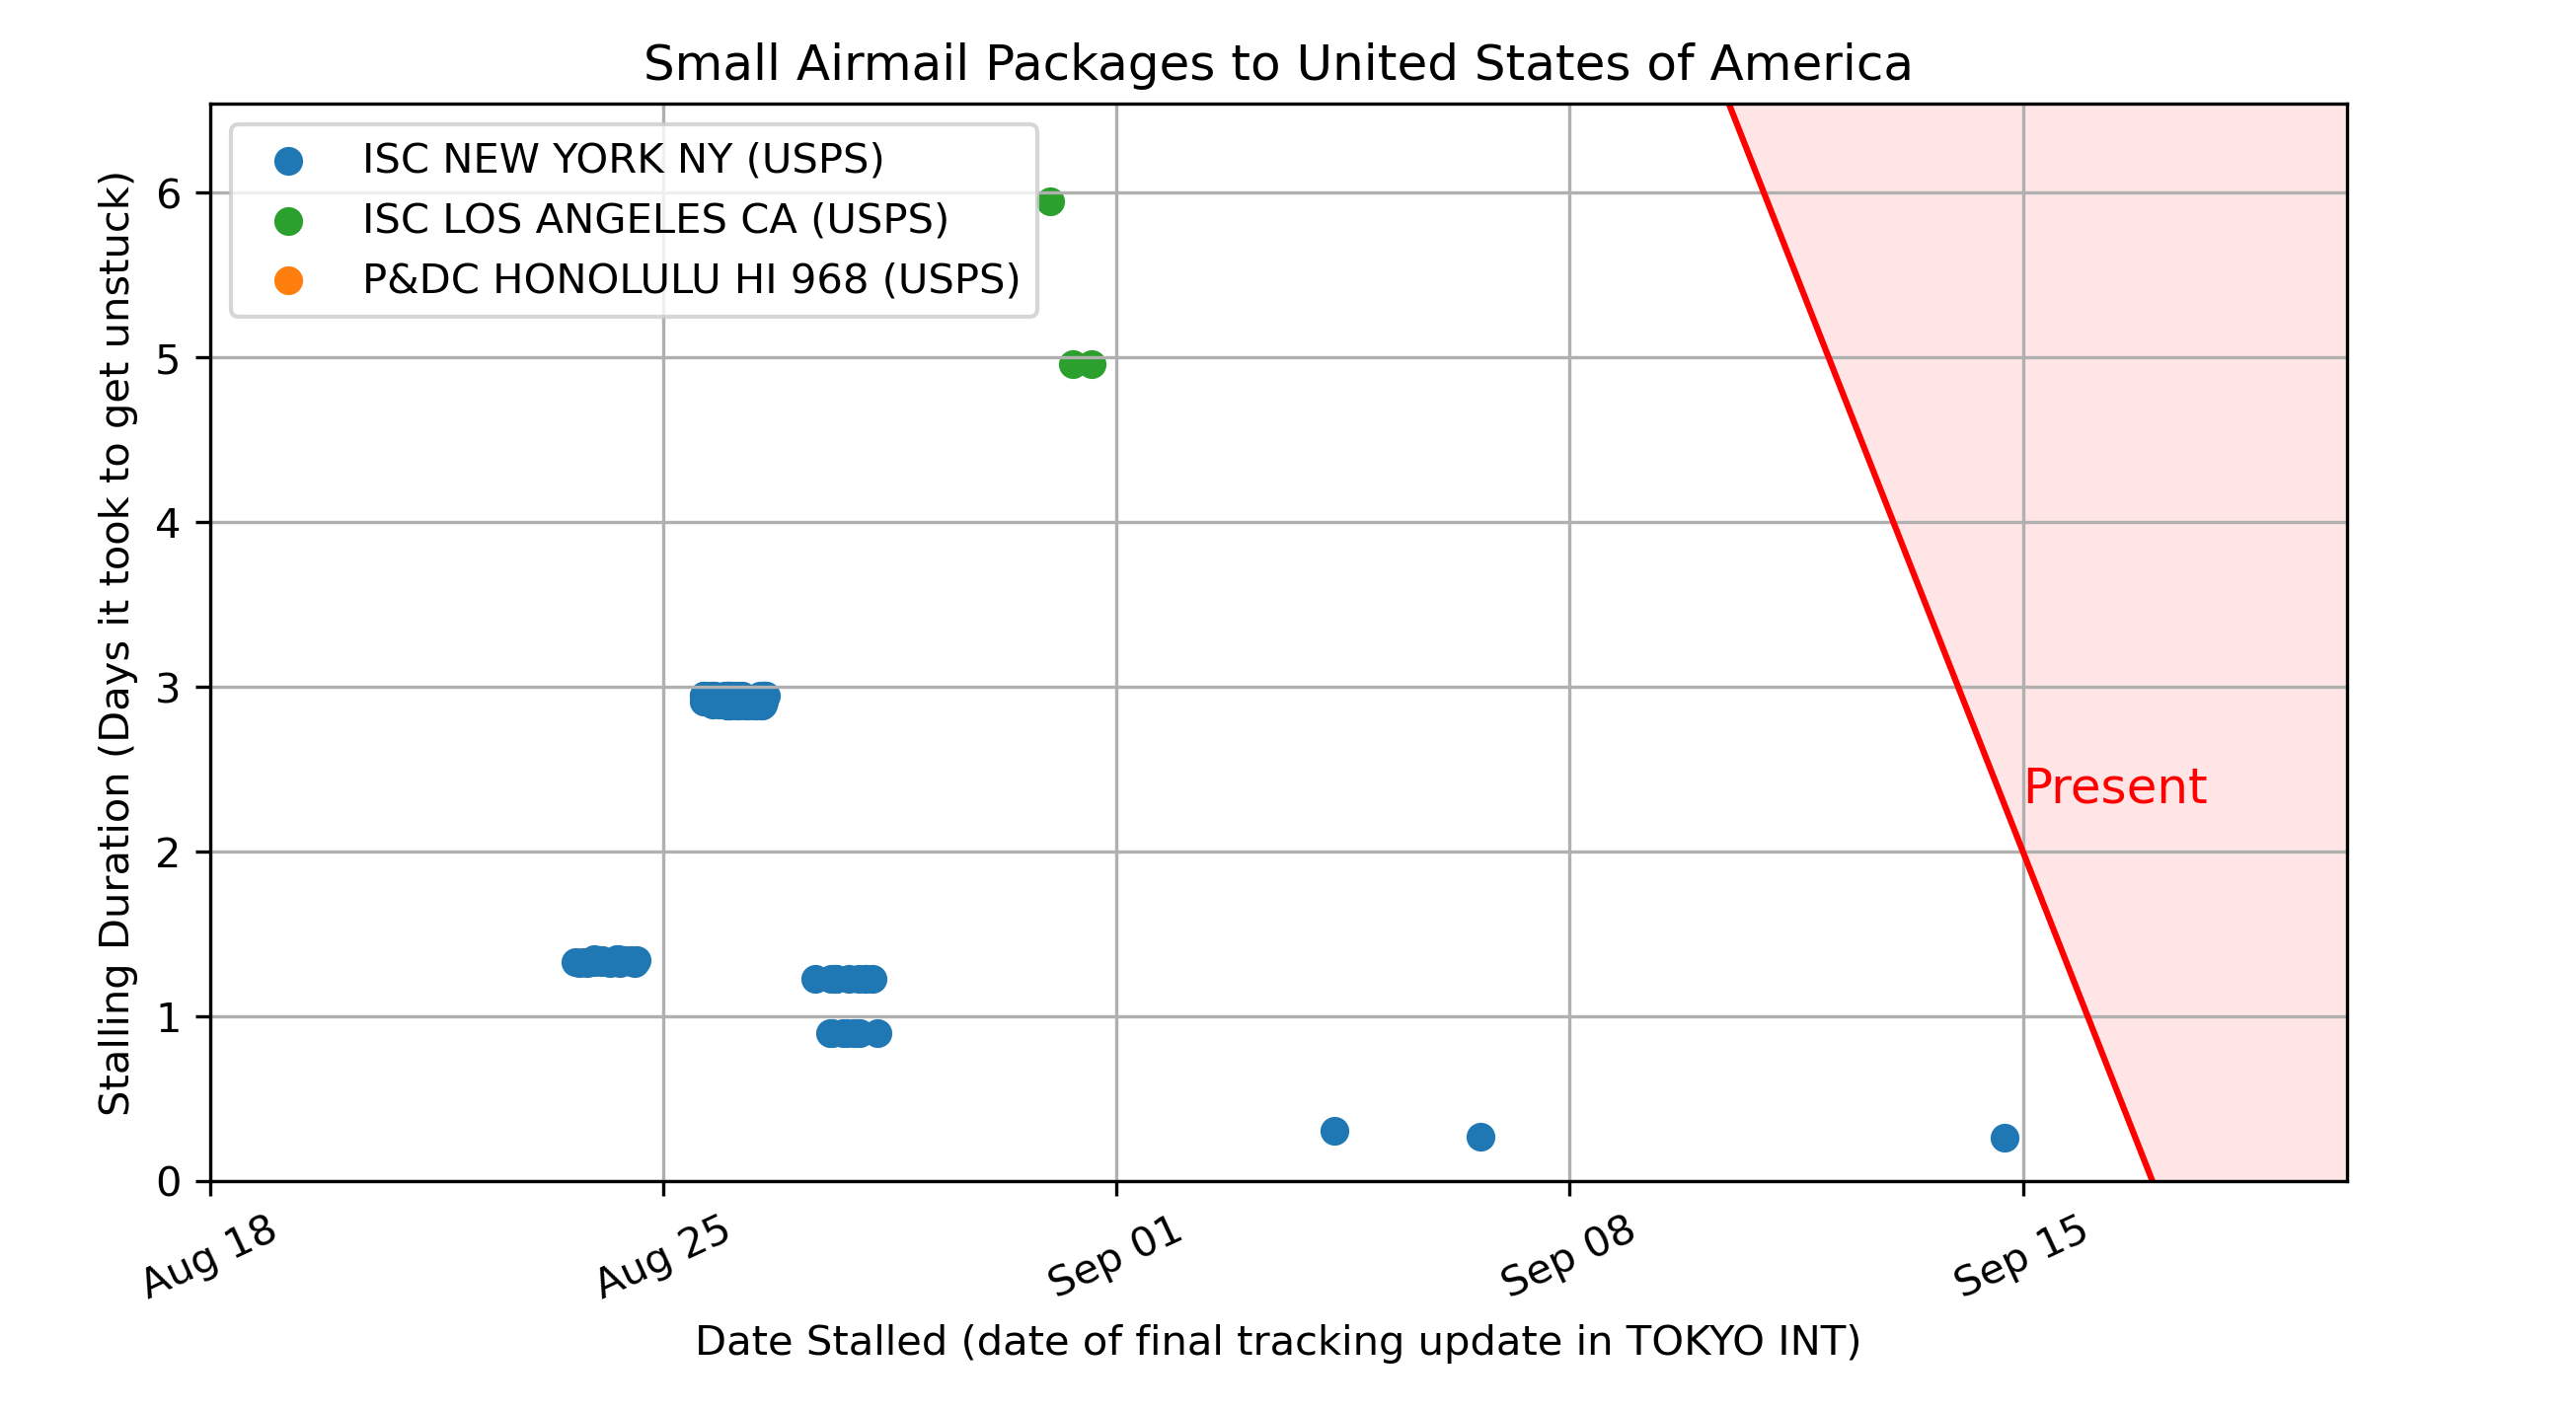 Small Airmail Packages to United States of America
ISC NEW YORK NY (USPS)
ISC LOS ANGELES CA (USPS)
P&DC HONOLULU HI 968 (USPS)
Stalling Duration (Days it took to get unstuck)
6
5
4
3
2
1
0
Present
Aug 18
Aug 25
Sep 01
Sep 08
Sep 15
Date Stalled (date of final tracking update in TOKYO INT)